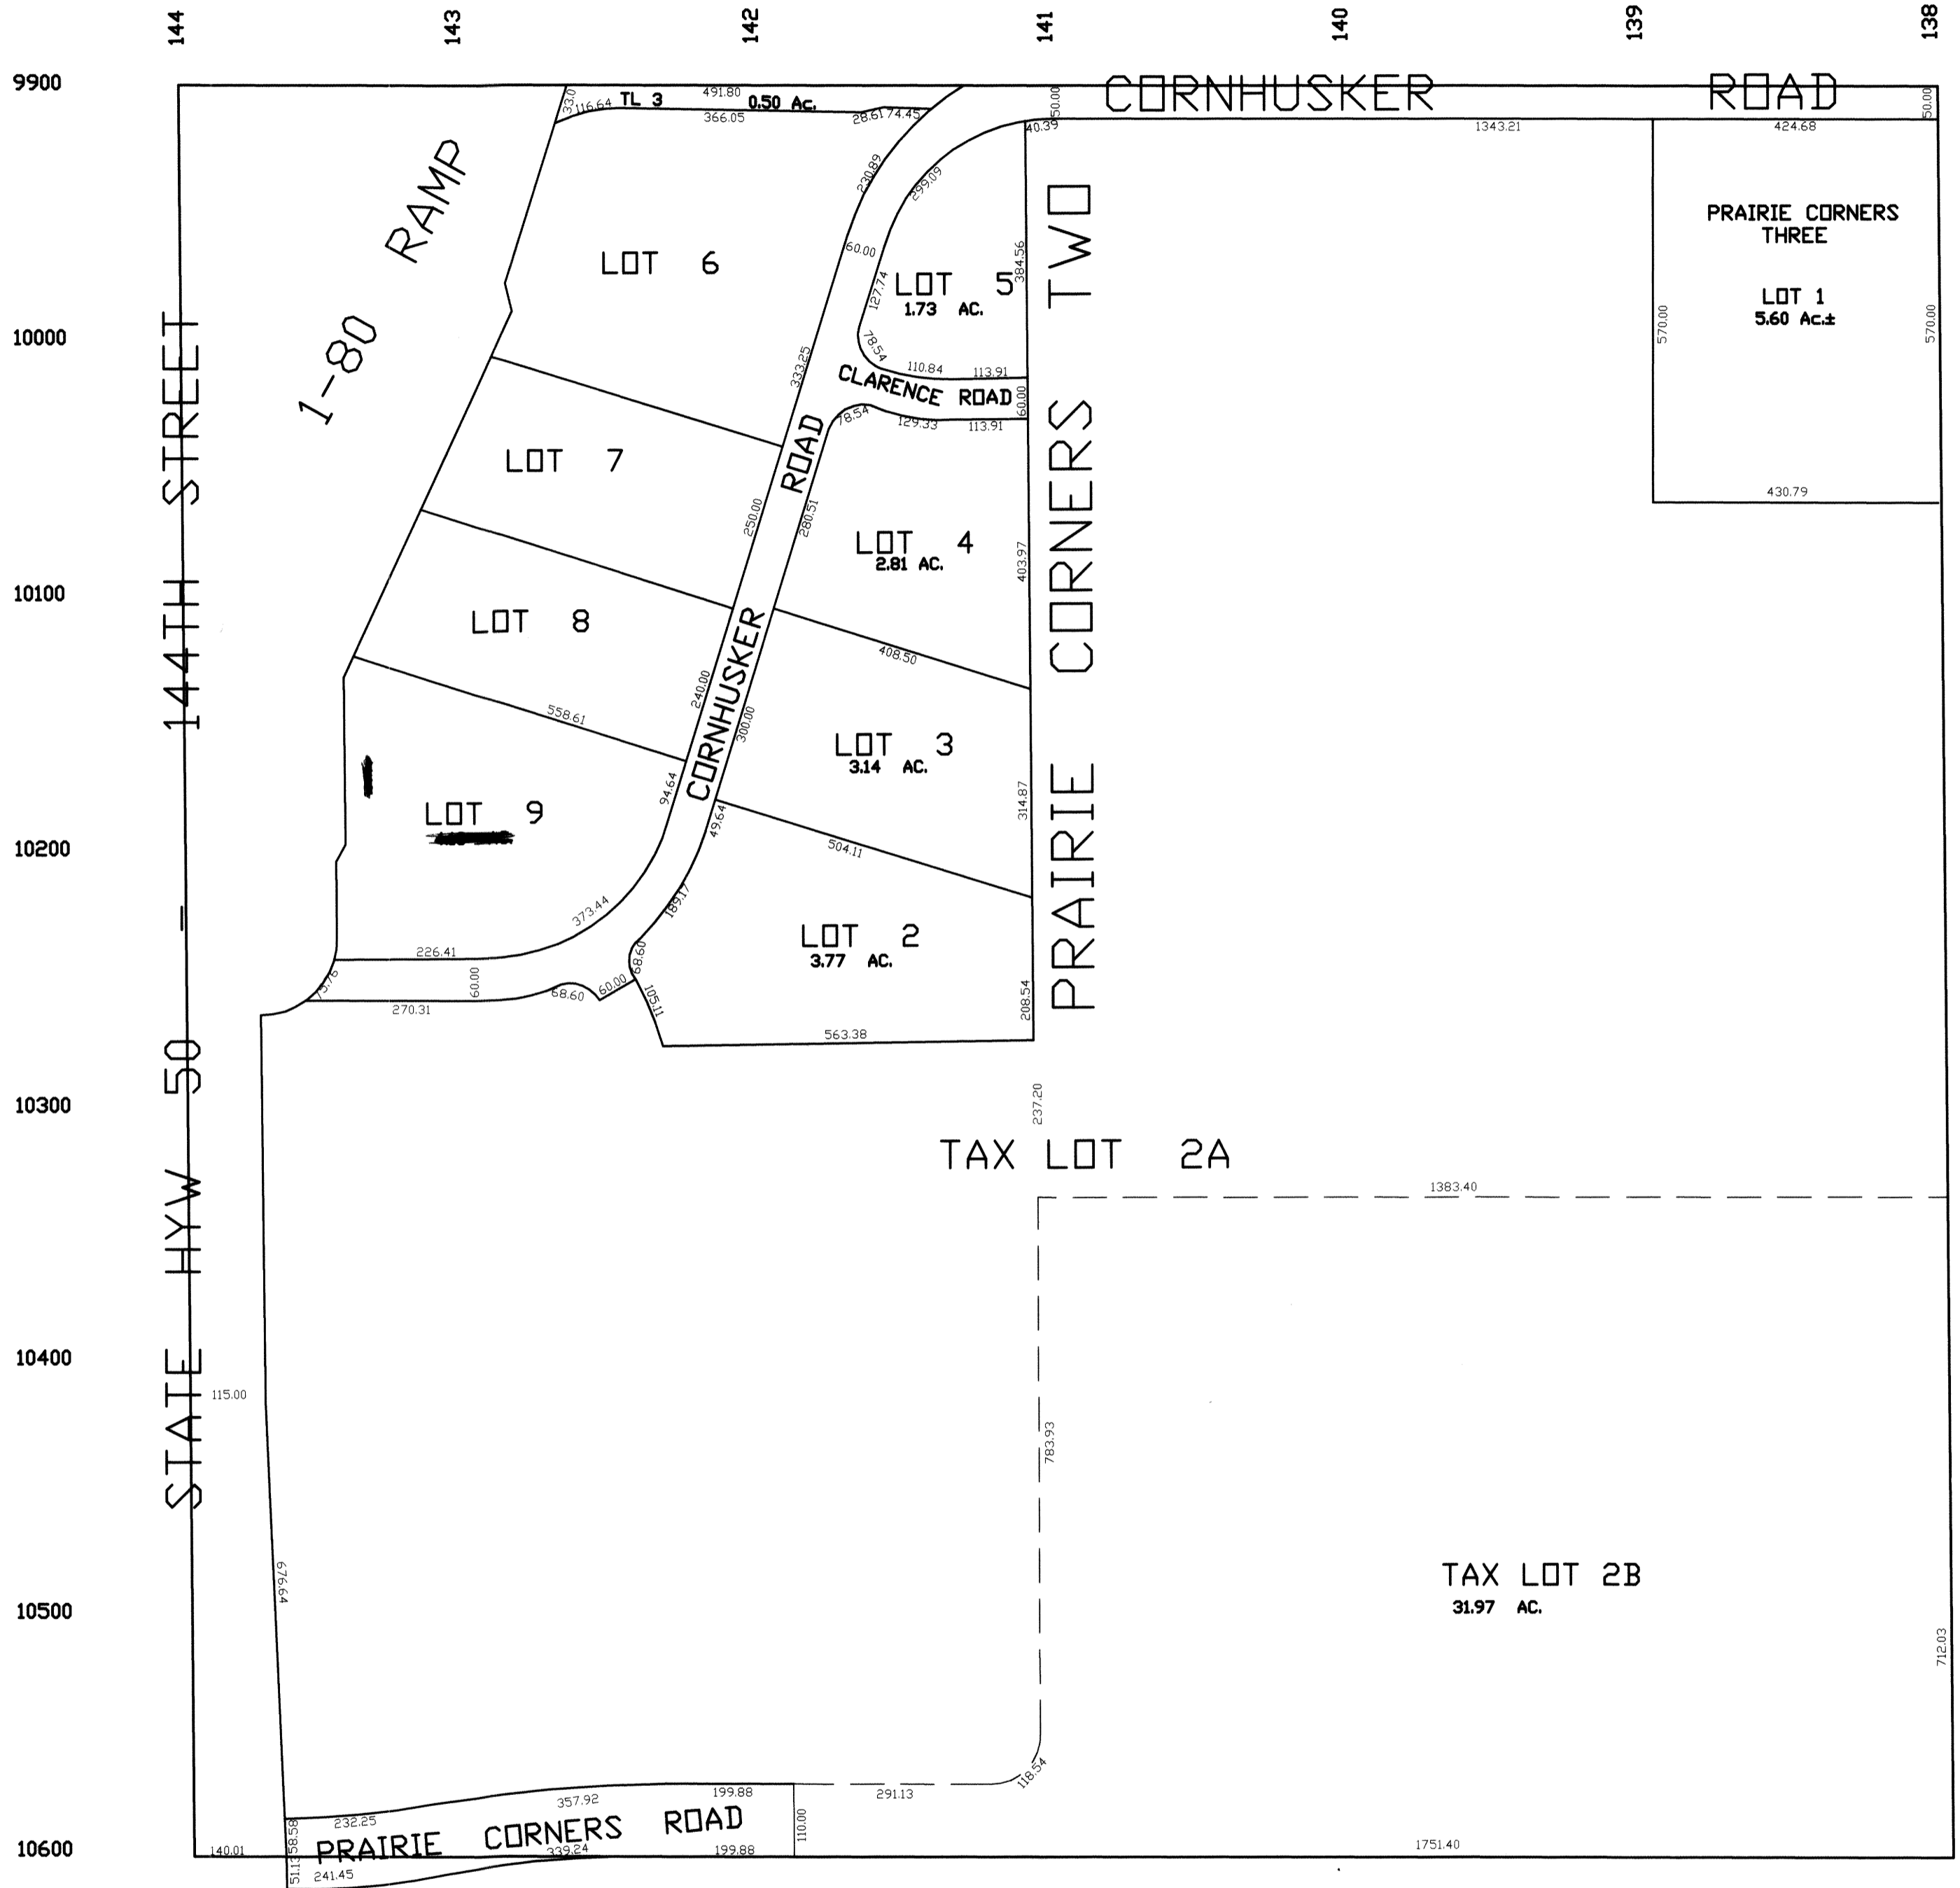 144 143 142 141 140 139 138
9900
10000
10100
10200
10300
10400
10500
10600
CORNHUSKER ROAD
50.00
50.00
33.0
116.64
TL 3 0.50 Ac.
491.80
366.05
28.61
74.45
40.39
1343.21
424.68
1-80 RAMP
STATE HYW 50 - 144TH STREET
PRAIRIE CORNERS
THREE
LOT 1
5.60 Ac.±
570.00
570.00
430.79
LOT 6
230.89
299.09
60.00
127.74
333.25
LOT 5
1.73 AC.
384.56
78.54
110.84
113.91
CLARENCE ROAD
60.00
78.54
129.33
113.91
PRAIRIE CORNERS TWO
LOT 7
250.00
CORNHUSKER ROAD
280.51
LOT 4
2.81 AC.
403.97
LOT 8
240.00
408.50
558.61
300.00
LOT 3
3.14 AC.
314.87
LOT 9
94.64
49.64
504.11
373.44
189.17
LOT 2
3.77 AC.
208.54
226.41
75.76
60.00
270.31
68.60
60.00
68.60
105.11
563.38
237.20
TAX LOT 2A
1383.40
115.00
783.93
676.64
TAX LOT 2B
31.97 AC.
712.03
118.54
291.13
199.88
357.92
232.25
58.58
PRAIRIE CORNERS ROAD
110.00
140.01
51.13
339.24
199.88
241.45
1751.40